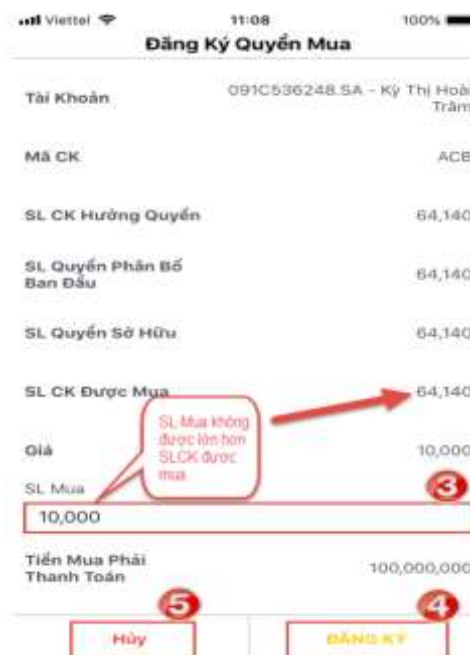 Viettel 11:08 100%
Đăng Ký Quyền Mua
Tài Khoản 091C536248.SA - Kỳ Thị Hoài
Trâm
Mã CK ACB
SL CK Hưởng Quyền 64,140
SL Quyền Phân Bổ
Ban Đầu 64,140
SL Quyền Sở Hữu 64,140
SL CK Được Mua 64,140
SL Mua không
được lớn hơn
SLCK được
mua
Giá 10,000
SL Mua 3
10,000
Tiền Mua Phải
Thanh Toán 100,000,000
5 4
Hủy ĐĂNG KÝ